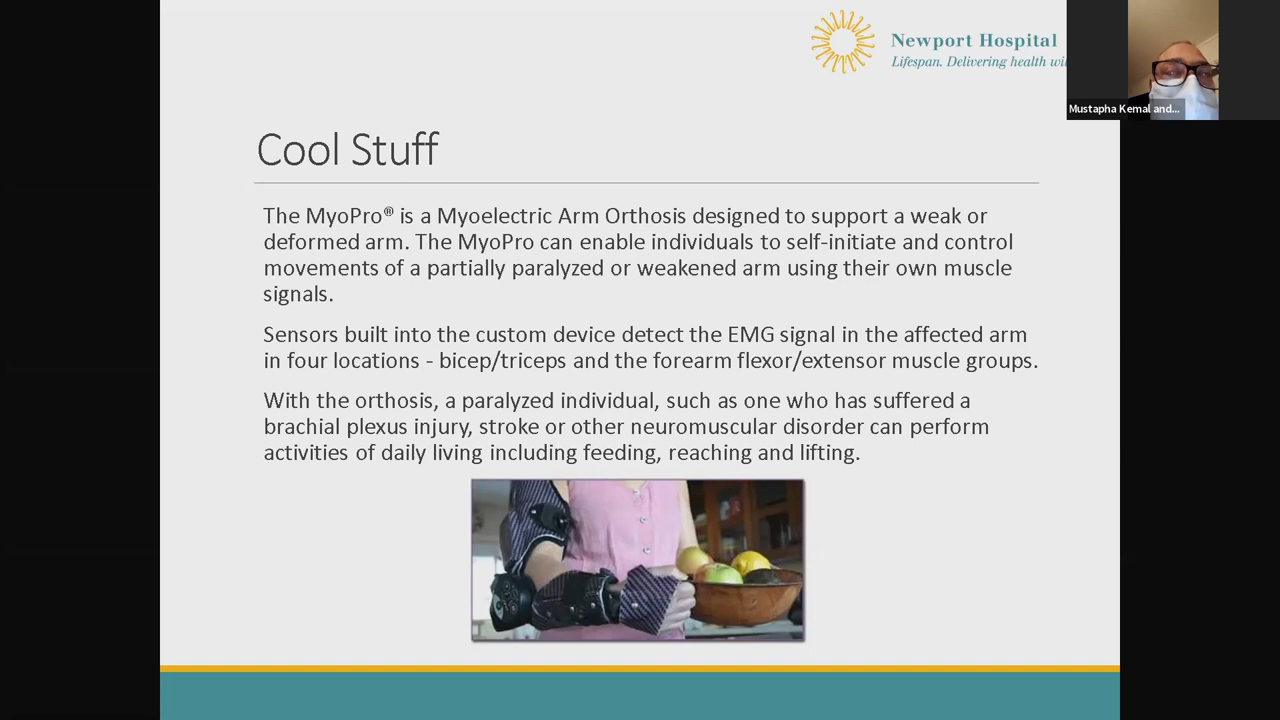 Newport Hospital
Lifespan. Delivering health
Mustapha Kemal and...
Cool Stuff
The MyoPro® is a Myoelectric Arm Orthosis designed to support a weak or
deformed arm. The MyoPro can enable individuals to self-initiate and control
movements of a partially paralyzed or weakened arm using their own muscle
signals.
Sensors built into the custom device detect the EMG signal in the affected arm
in four locations - bicep/triceps and the forearm flexor/extensor muscle groups.
With the orthosis, a paralyzed individual, such as one who has suffered a
brachial plexus injury, stroke or other neuromuscular disorder can perform
activities of daily living including feeding, reaching and lifting.